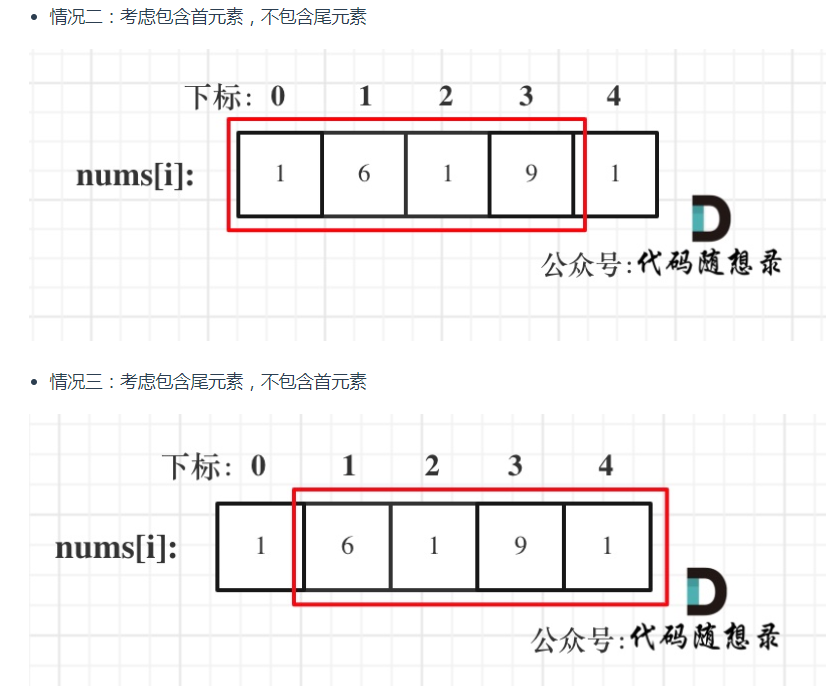 情况二：考虑包含首元素，不包含尾元素
下标: 0 1 2 3 4
nums[i]: 1 6 1 9 1
公众号:代码随想录
情况三：考虑包含尾元素，不包含首元素
下标: 0 1 2 3 4
nums[i]: 1 6 1 9 1
公众号:代码随想录